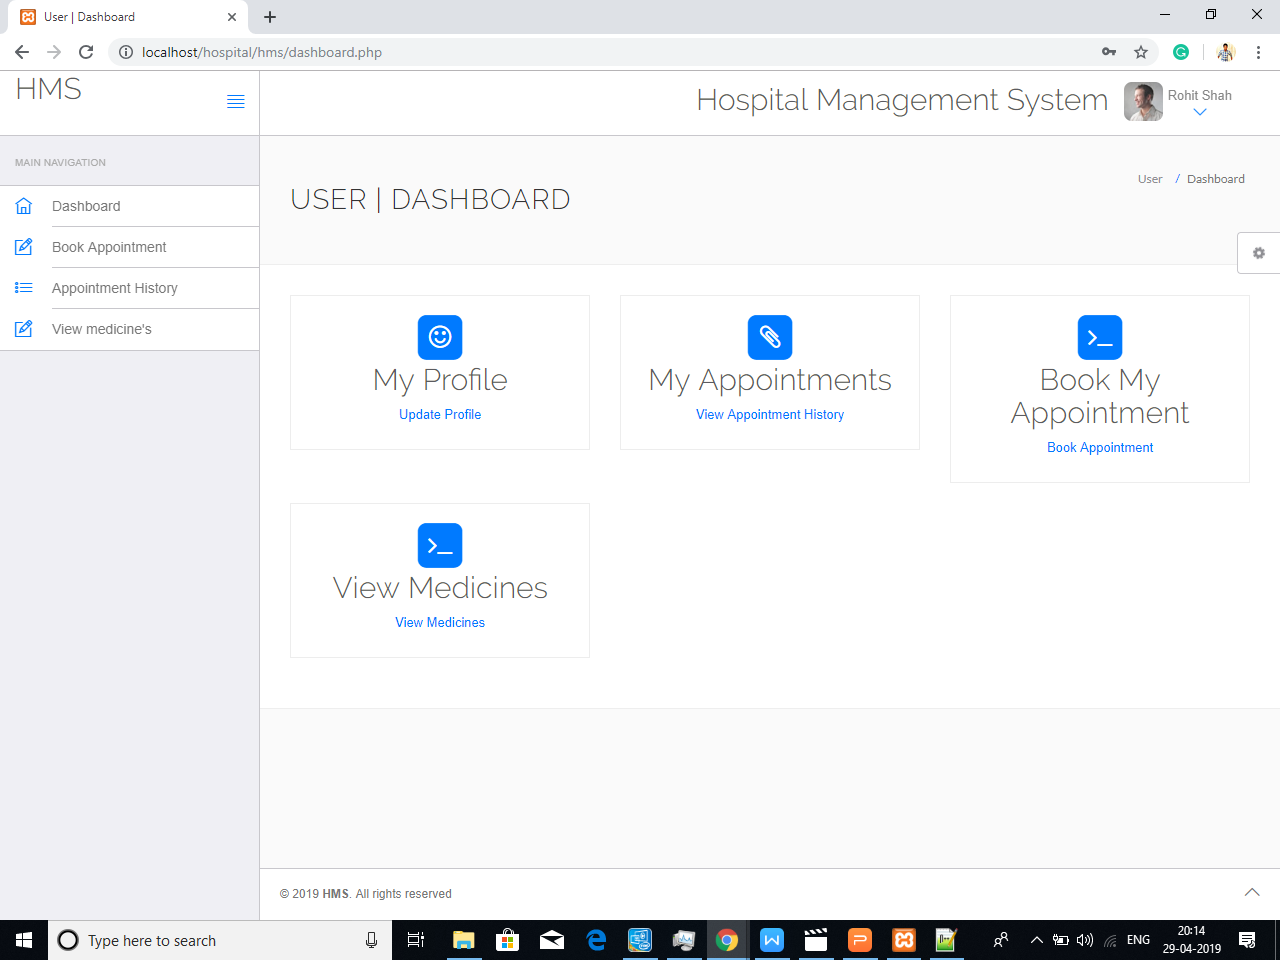 User | Dashboard
localhost/hospital/hms/dashboard.php
HMS
Hospital Management System
Rohit Shah
MAIN NAVIGATION
Dashboard
Book Appointment
Appointment History
View medicine's
USER | DASHBOARD
User / Dashboard
My Profile
Update Profile
My Appointments
View Appointment History
Book My
Appointment
Book Appointment
View Medicines
View Medicines
© 2019 HMS. All rights reserved
Type here to search
ENG
20:14
29-04-2019